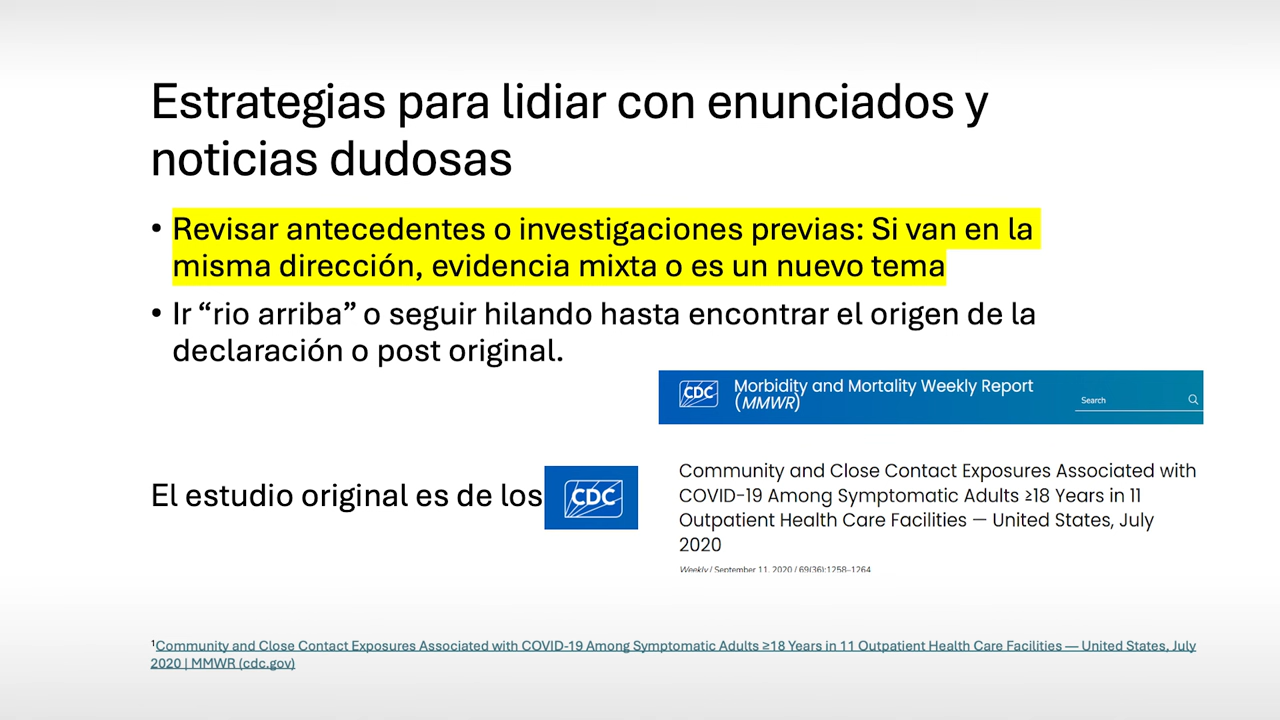 Estrategias para lidiar con enunciados y
noticias dudosas
• Revisar antecedentes o investigaciones previas: Si van en la
misma dirección, evidencia mixta o es un nuevo tema
• Ir “rio arriba” o seguir hilando hasta encontrar el origen de la
declaración o post original.
CDC
Morbidity and Mortality Weekly Report
(MMWR)
Search
El estudio original es de los
CDC
Community and Close Contact Exposures Associated with
COVID-19 Among Symptomatic Adults ≥18 Years in 11
Outpatient Health Care Facilities — United States, July
2020
Weekly / September 11, 2020 / 69(36);1258–1264
¹Community and Close Contact Exposures Associated with COVID-19 Among Symptomatic Adults ≥18 Years in 11 Outpatient Health Care Facilities — United States, July
2020 | MMWR (cdc.gov)